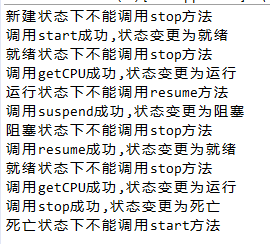 新建状态下不能调用stop方法
调用start成功,状态变更为就绪
就绪状态下不能调用stop方法
调用getCPU成功,状态变更为运行
运行状态下不能调用resume方法
调用suspend成功,状态变更为阻塞
阻塞状态下不能调用stop方法
调用resume成功,状态变更为就绪
就绪状态下不能调用stop方法
调用getCPU成功,状态变更为运行
调用stop成功,状态变更为死亡
死亡状态下不能调用start方法